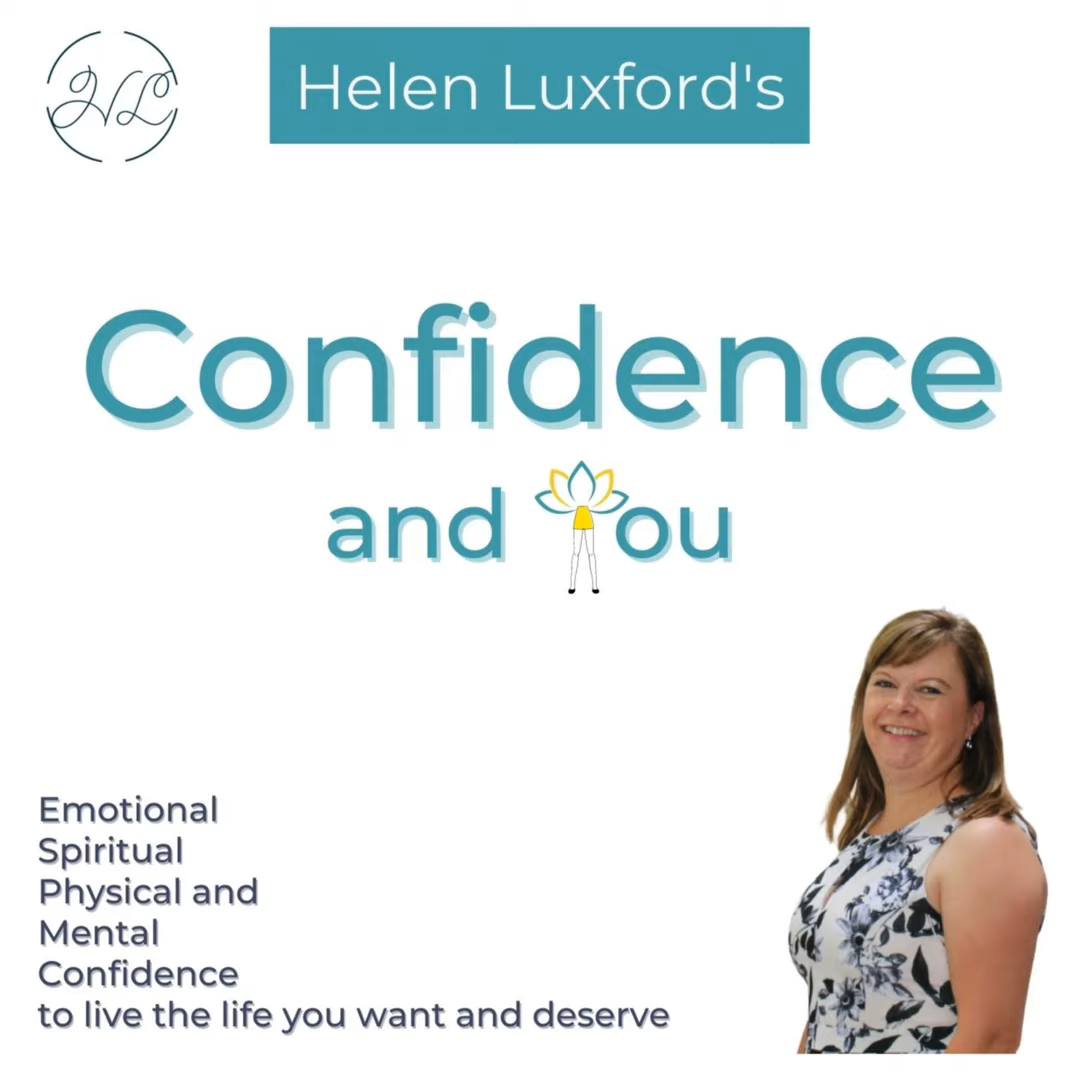 HL
Helen Luxford's
Confidence
and You
Emotional
Spiritual
Physical and
Mental
Confidence
to live the life you want and deserve